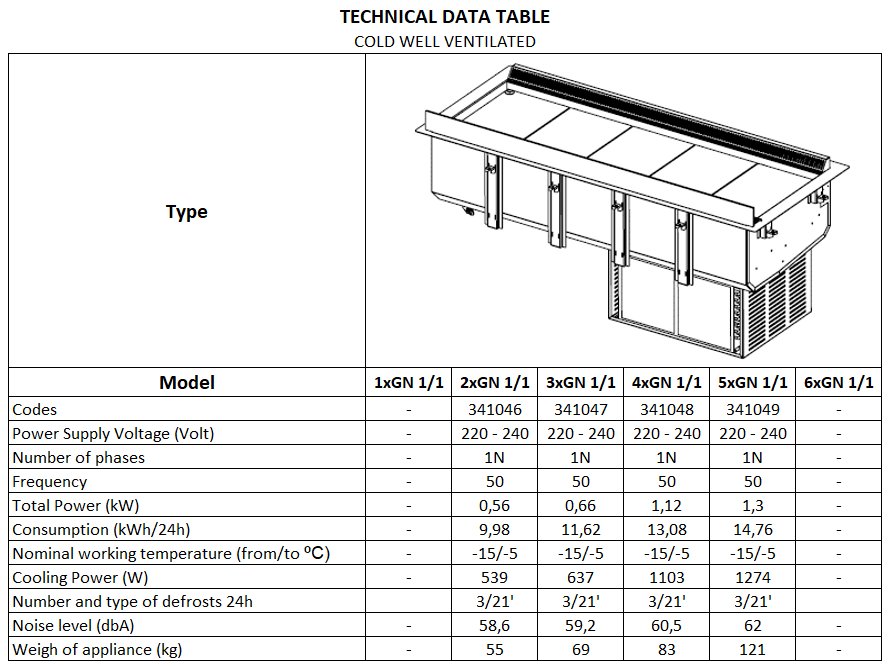 TECHNICAL DATA TABLE
COLD WELL VENTILATED
Type
Model 1xGN 1/1 2xGN 1/1 3xGN 1/1 4xGN 1/1 5xGN 1/1 6xGN 1/1
Codes - 341046 341047 341048 341049 -
Power Supply Voltage (Volt) - 220 - 240 220 - 240 220 - 240 220 - 240 -
Number of phases - 1N 1N 1N 1N -
Frequency - 50 50 50 50 -
Total Power (kW) - 0,56 0,66 1,12 1,3 -
Consumption (kWh/24h) - 9,98 11,62 13,08 14,76 -
Nominal working temperature (from/to ºC) - -15/-5 -15/-5 -15/-5 -15/-5 -
Cooling Power (W) - 539 637 1103 1274 -
Number and type of defrosts 24h 3/21' 3/21' 3/21' 3/21'
Noise level (dbA) - 58,6 59,2 60,5 62 -
Weigh of appliance (kg) - 55 69 83 121 -